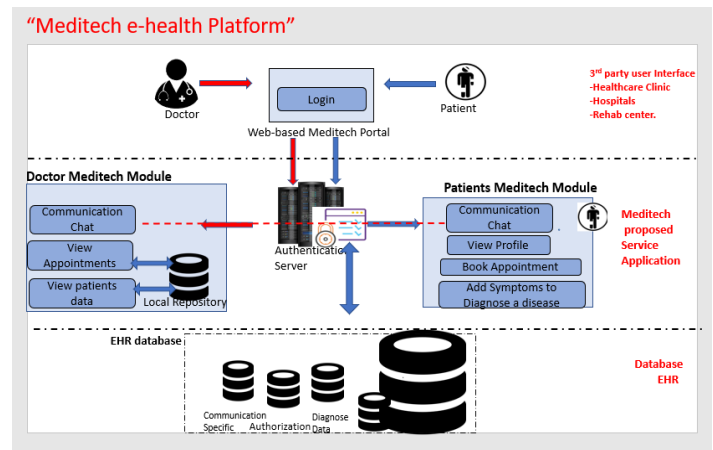 “Meditech e-health Platform”
Doctor
Login
Patient
Web-based Meditech Portal
3rd party user Interface
-Healthcare Clinic
-Hospitals
-Rehab center.
Doctor Meditech Module
Communication
Chat
View
Appointments
View patients
data
Local Repository
Authentication
Server
Patients Meditech Module
Communication
Chat
View Profile
Book Appointment
Add Symptoms to
Diagnose a disease
Meditech
proposed
Service
Application
EHR database
Communication
Specific
Authorization
Diagnose
Data
Database
EHR